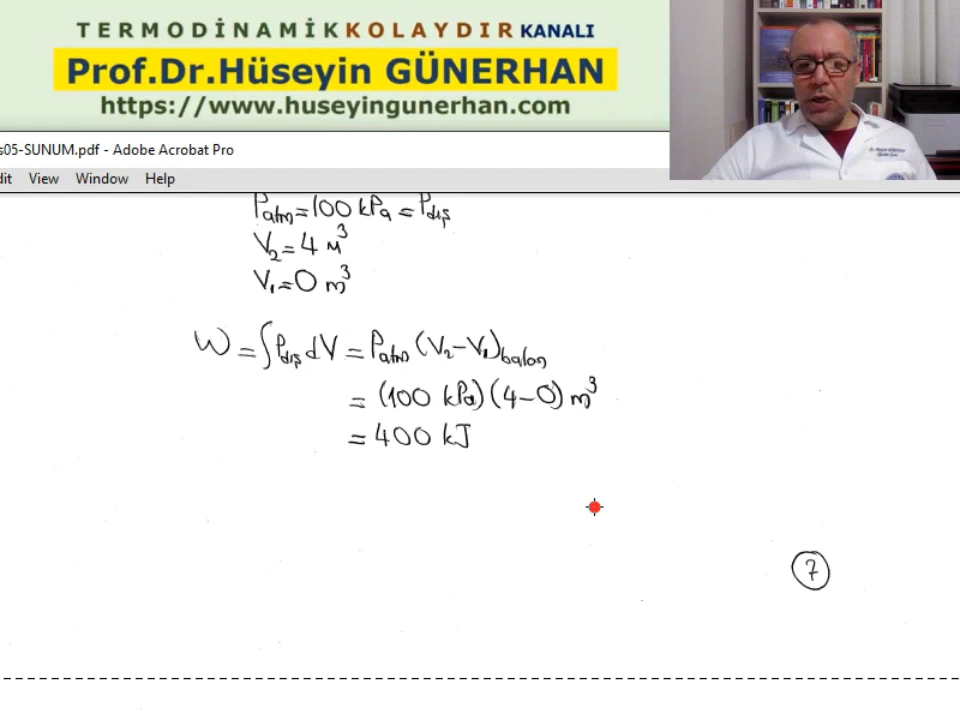 TERMODİNAMİKKOLAYDIR KANALI
Prof.Dr.Hüseyin GÜNERHAN
https://www.huseyingunerhan.com
s05-SUNUM.pdf - Adobe Acrobat Pro
dit View Window Help
Patm=100 kPa = Pdış
V2=4 m³
V1=0 m³
W = ∫Pdış dV = Patm (V2-V1)balon
= (100 kPa)(4-0) m³
= 400 kJ
7